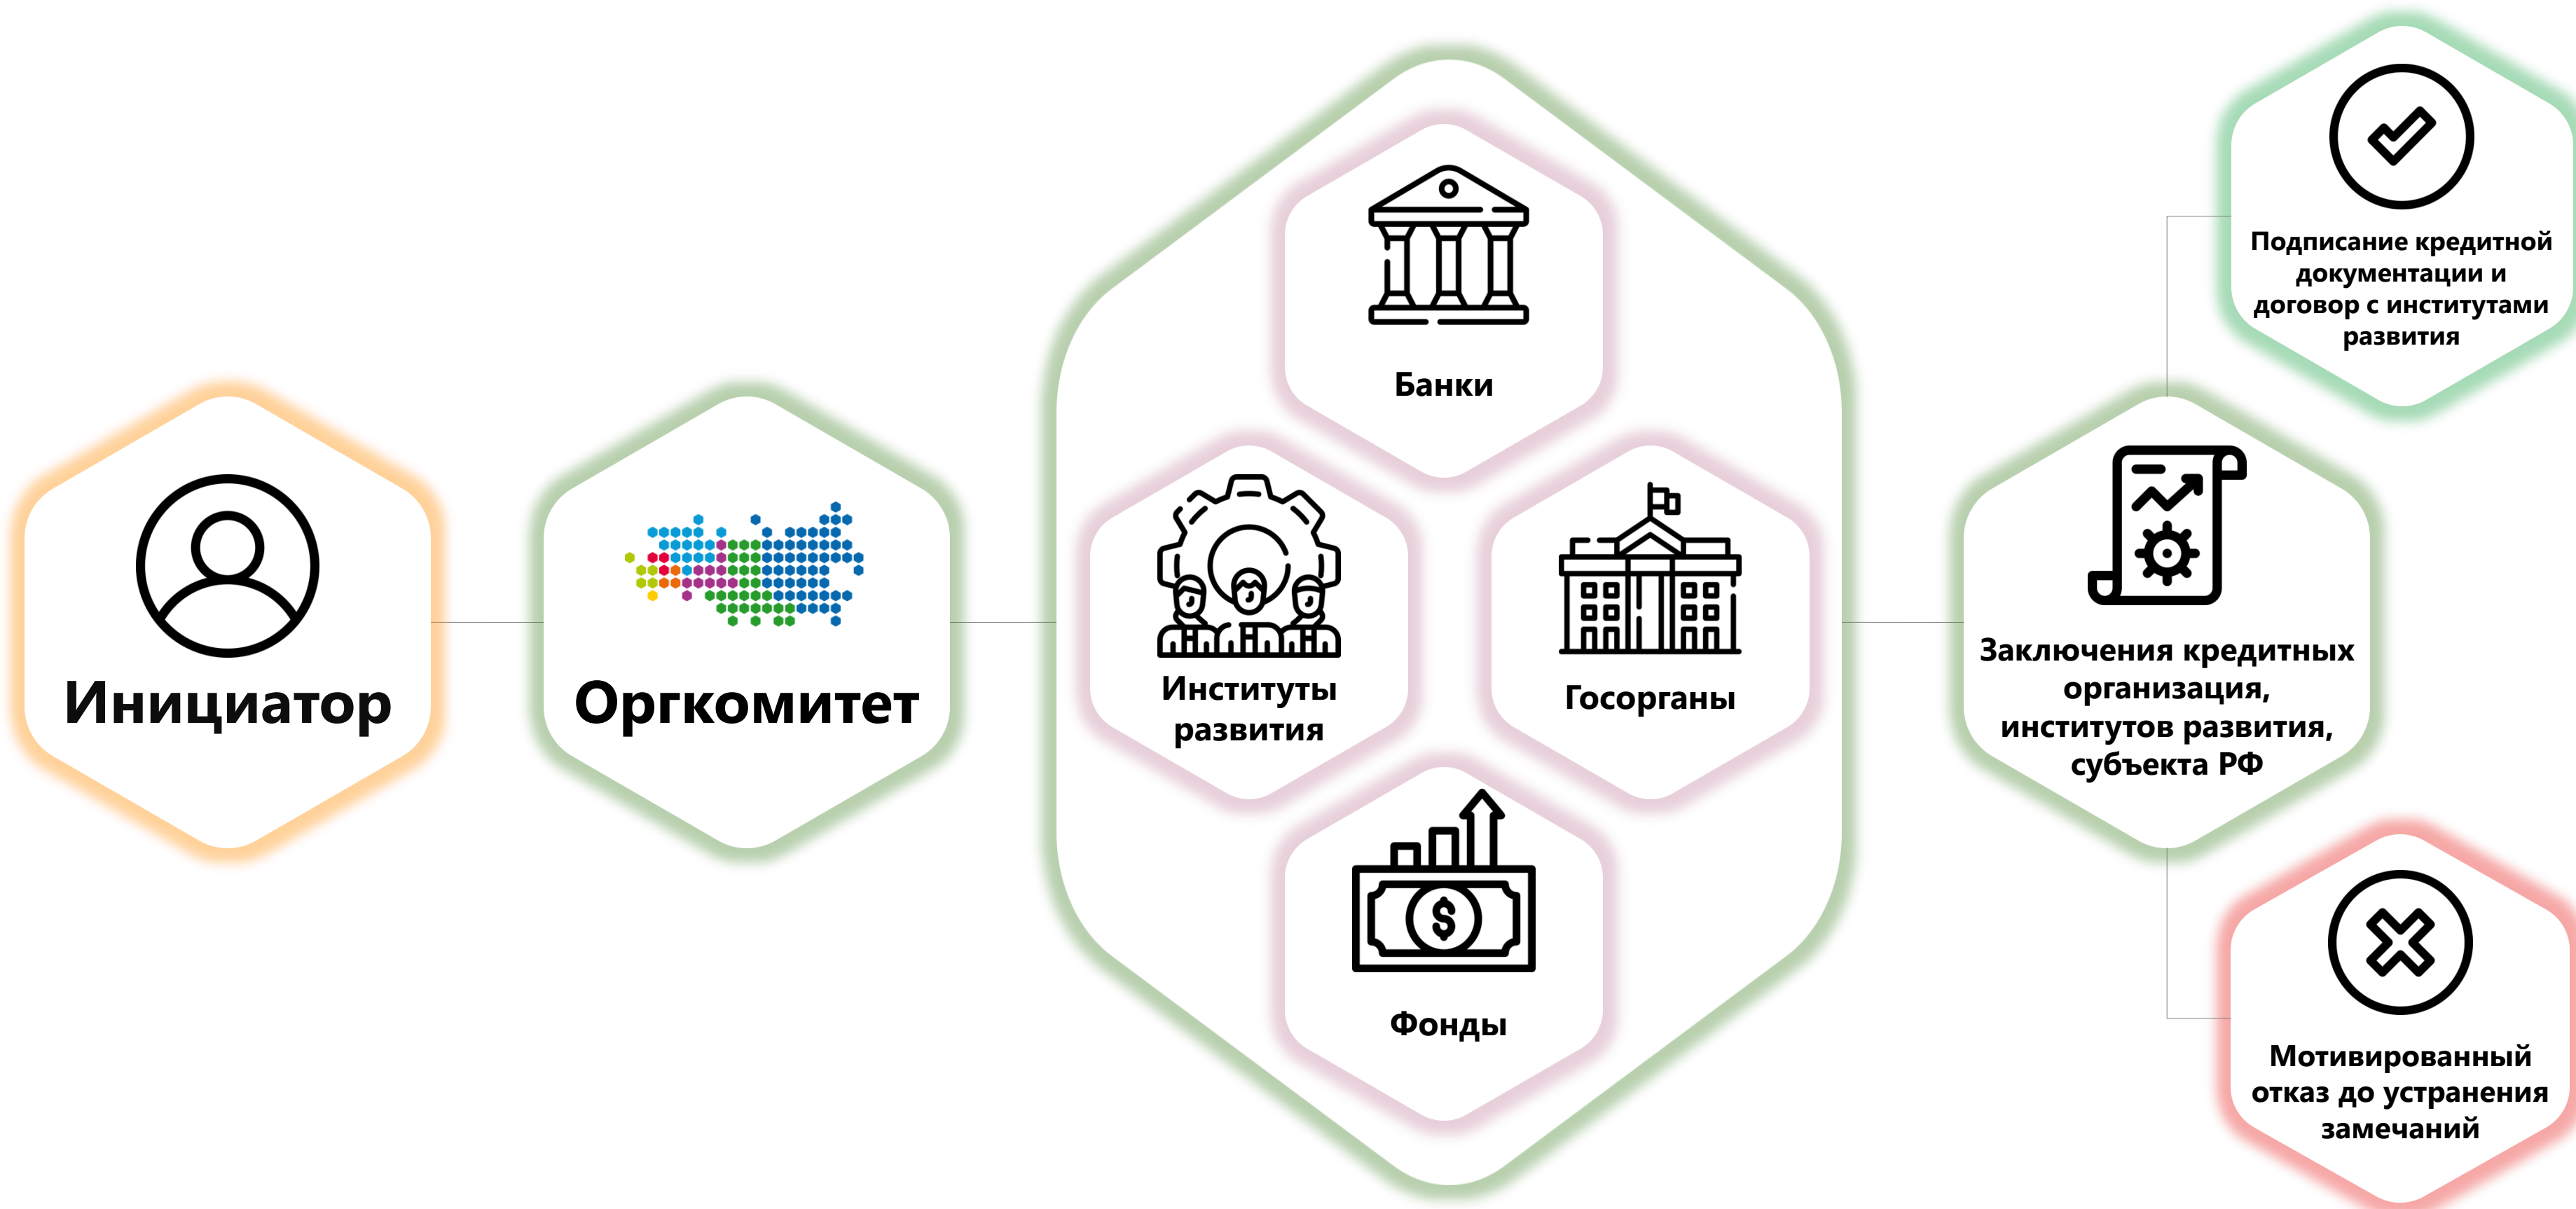 Инициатор
Оргкомитет
Банки
Институты
развития
Госорганы
Фонды
Заключения кредитных
организация,
институтов развития,
субъекта РФ
Подписание кредитной
документации и
договор с институтами
развития
Мотивированный
отказ до устранения
замечаний